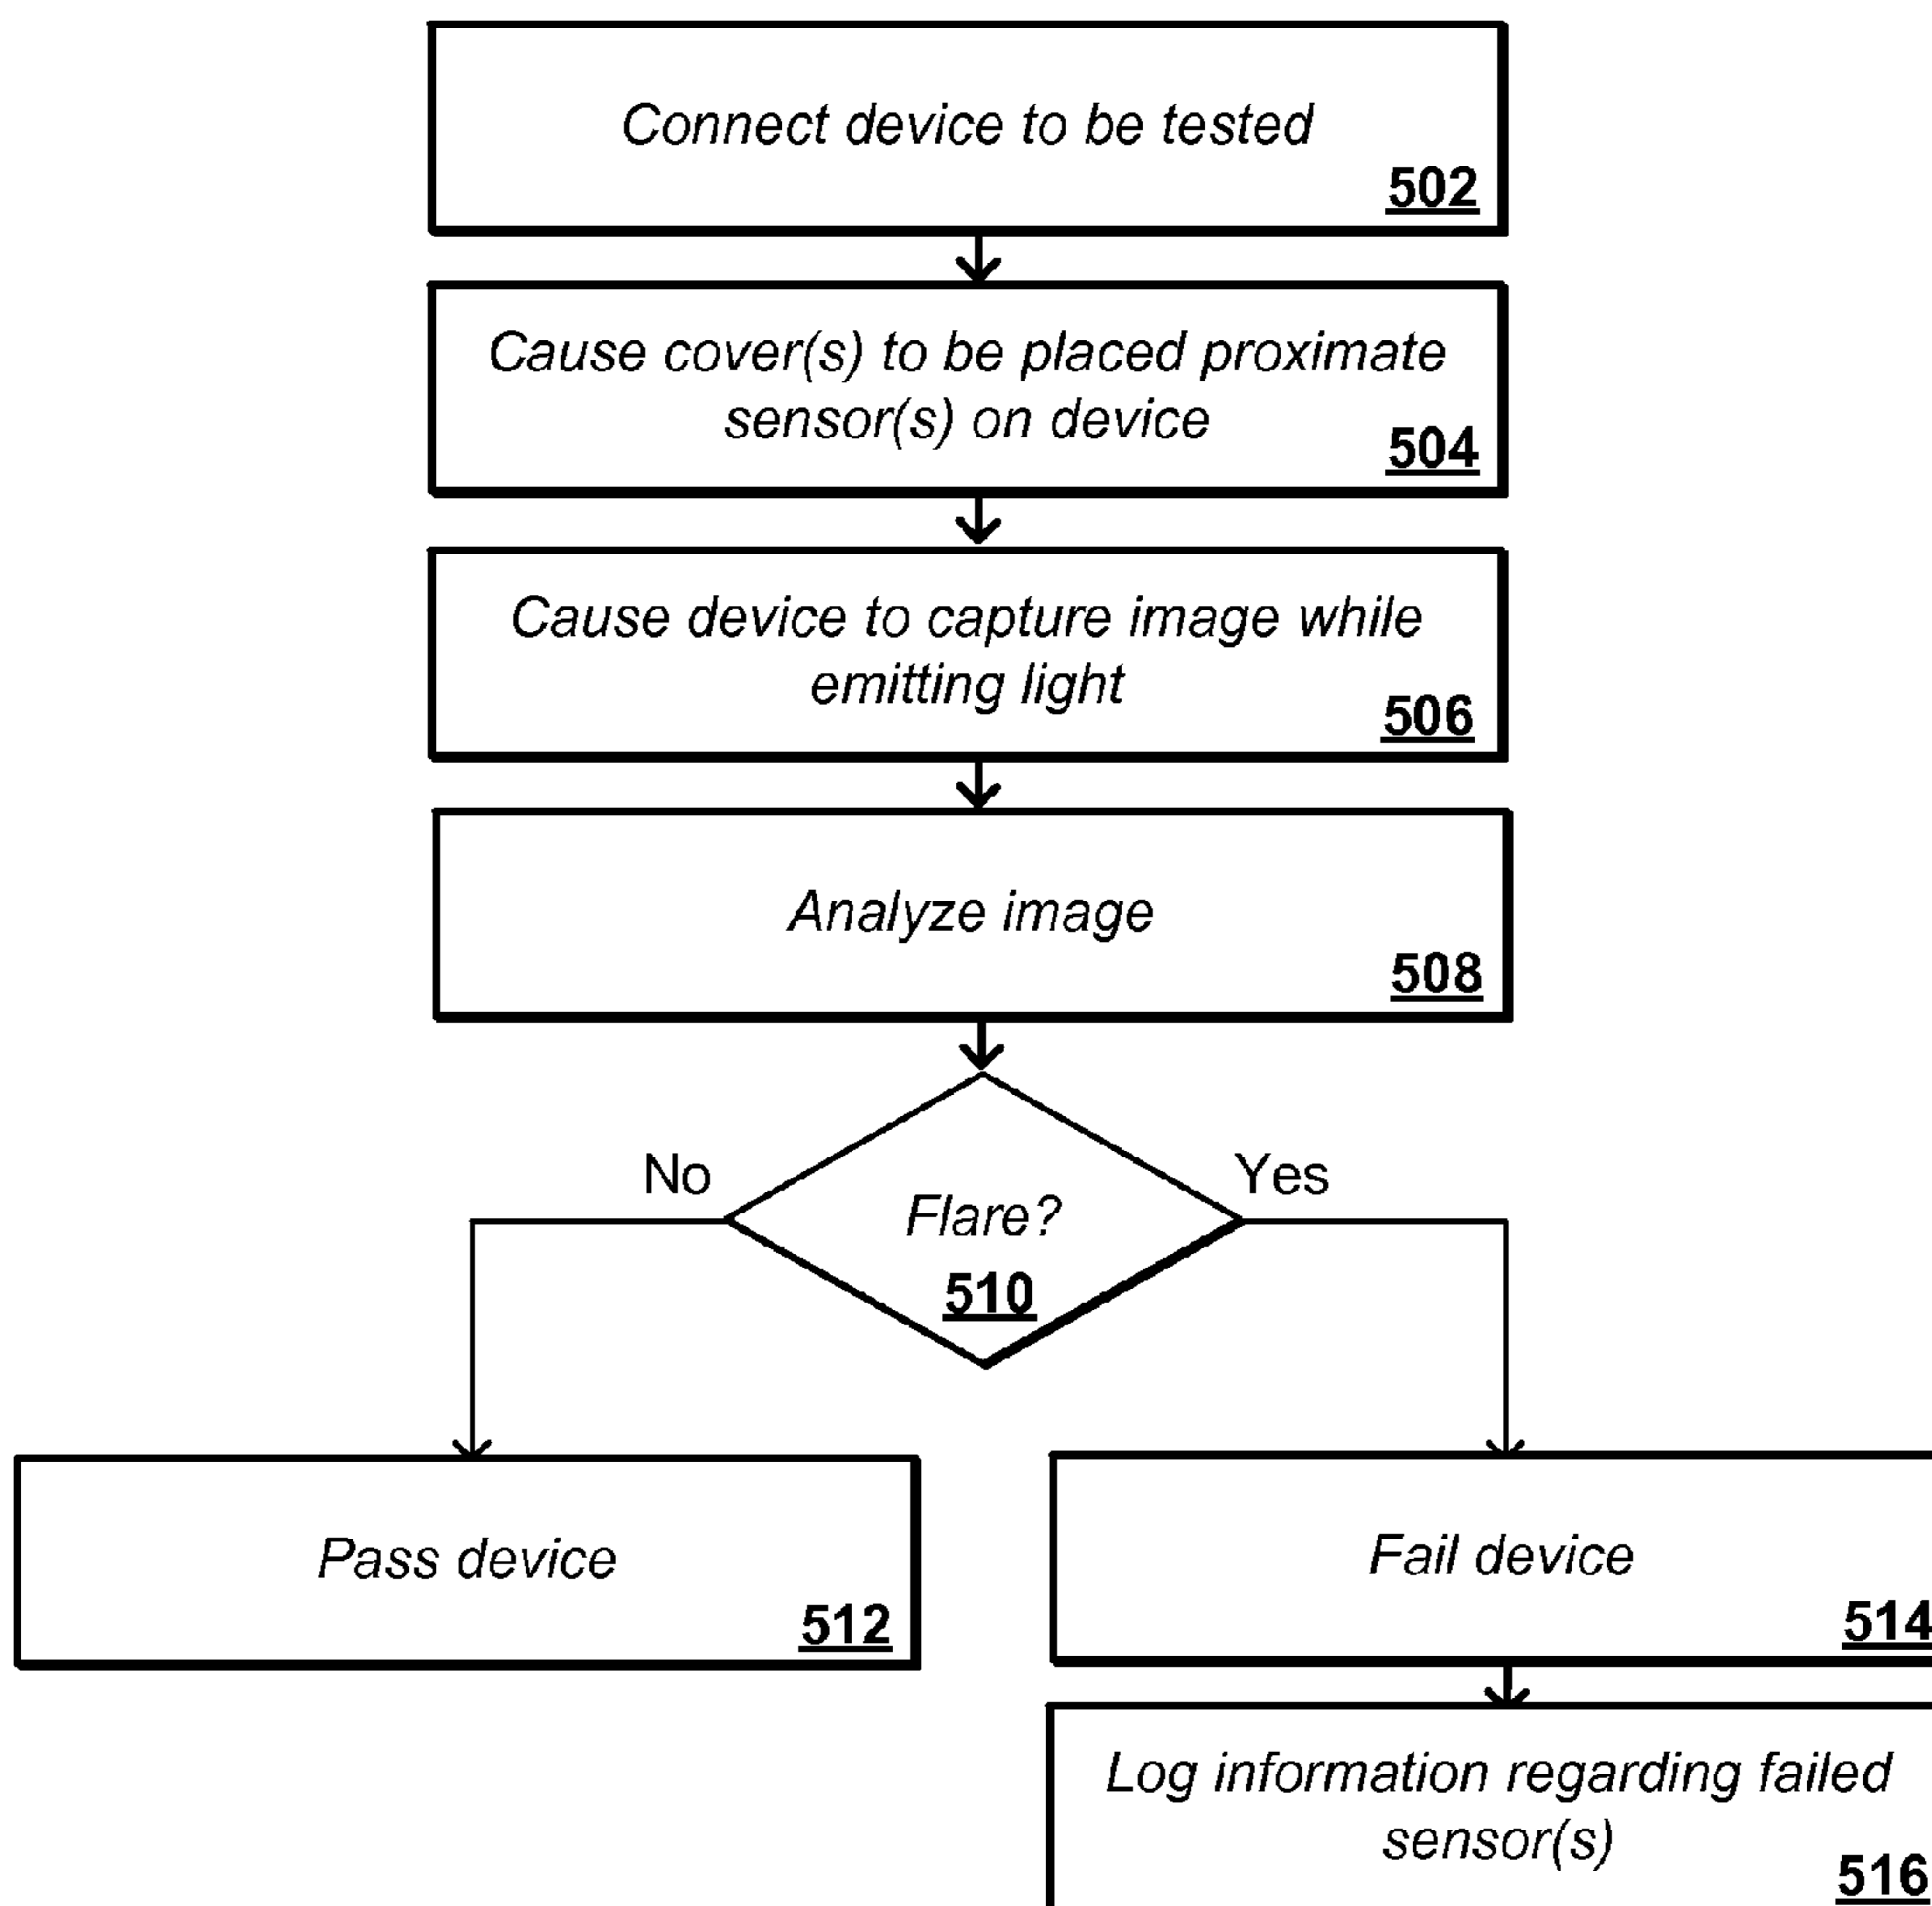 Connect device to be tested
502
Cause cover(s) to be placed proximate
sensor(s) on device
504
Cause device to capture image while
emitting light
506
Analyze image
508
No
Yes
Flare?
510
Pass device
512
Fail device
514
Log information regarding failed
sensor(s)
516